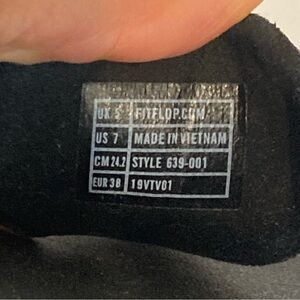 UK 5 FITFLOP.COM
US 7 MADE IN VIETNAM
CM 24.2 STYLE 639-001
EUR 38 19VTV01